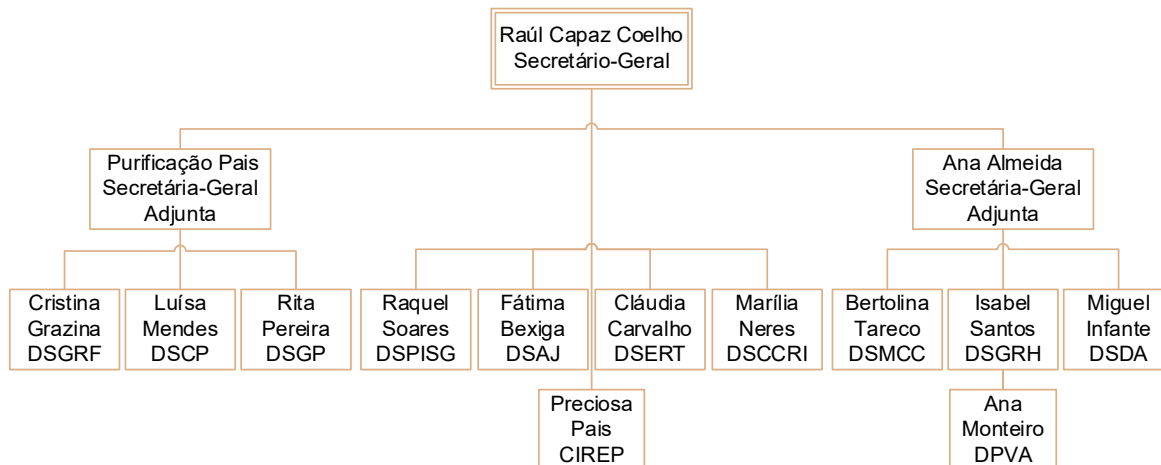 Raúl Capaz Coelho
Secretário-Geral
Purificação Pais
Secretária-Geral
Adjunta
Ana Almeida
Secretária-Geral
Adjunta
Cristina
Grazina
DSGRF
Luísa
Mendes
DSCP
Rita
Pereira
DSGP
Raquel
Soares
DSPISG
Fátima
Bexiga
DSAJ
Cláudia
Carvalho
DSERT
Marília
Neres
DSCCRI
Bertolina
Tareco
DSMCC
Isabel
Santos
DSGRH
Miguel
Infante
DSDA
Preciosa
Pais
CIREP
Ana
Monteiro
DPVA